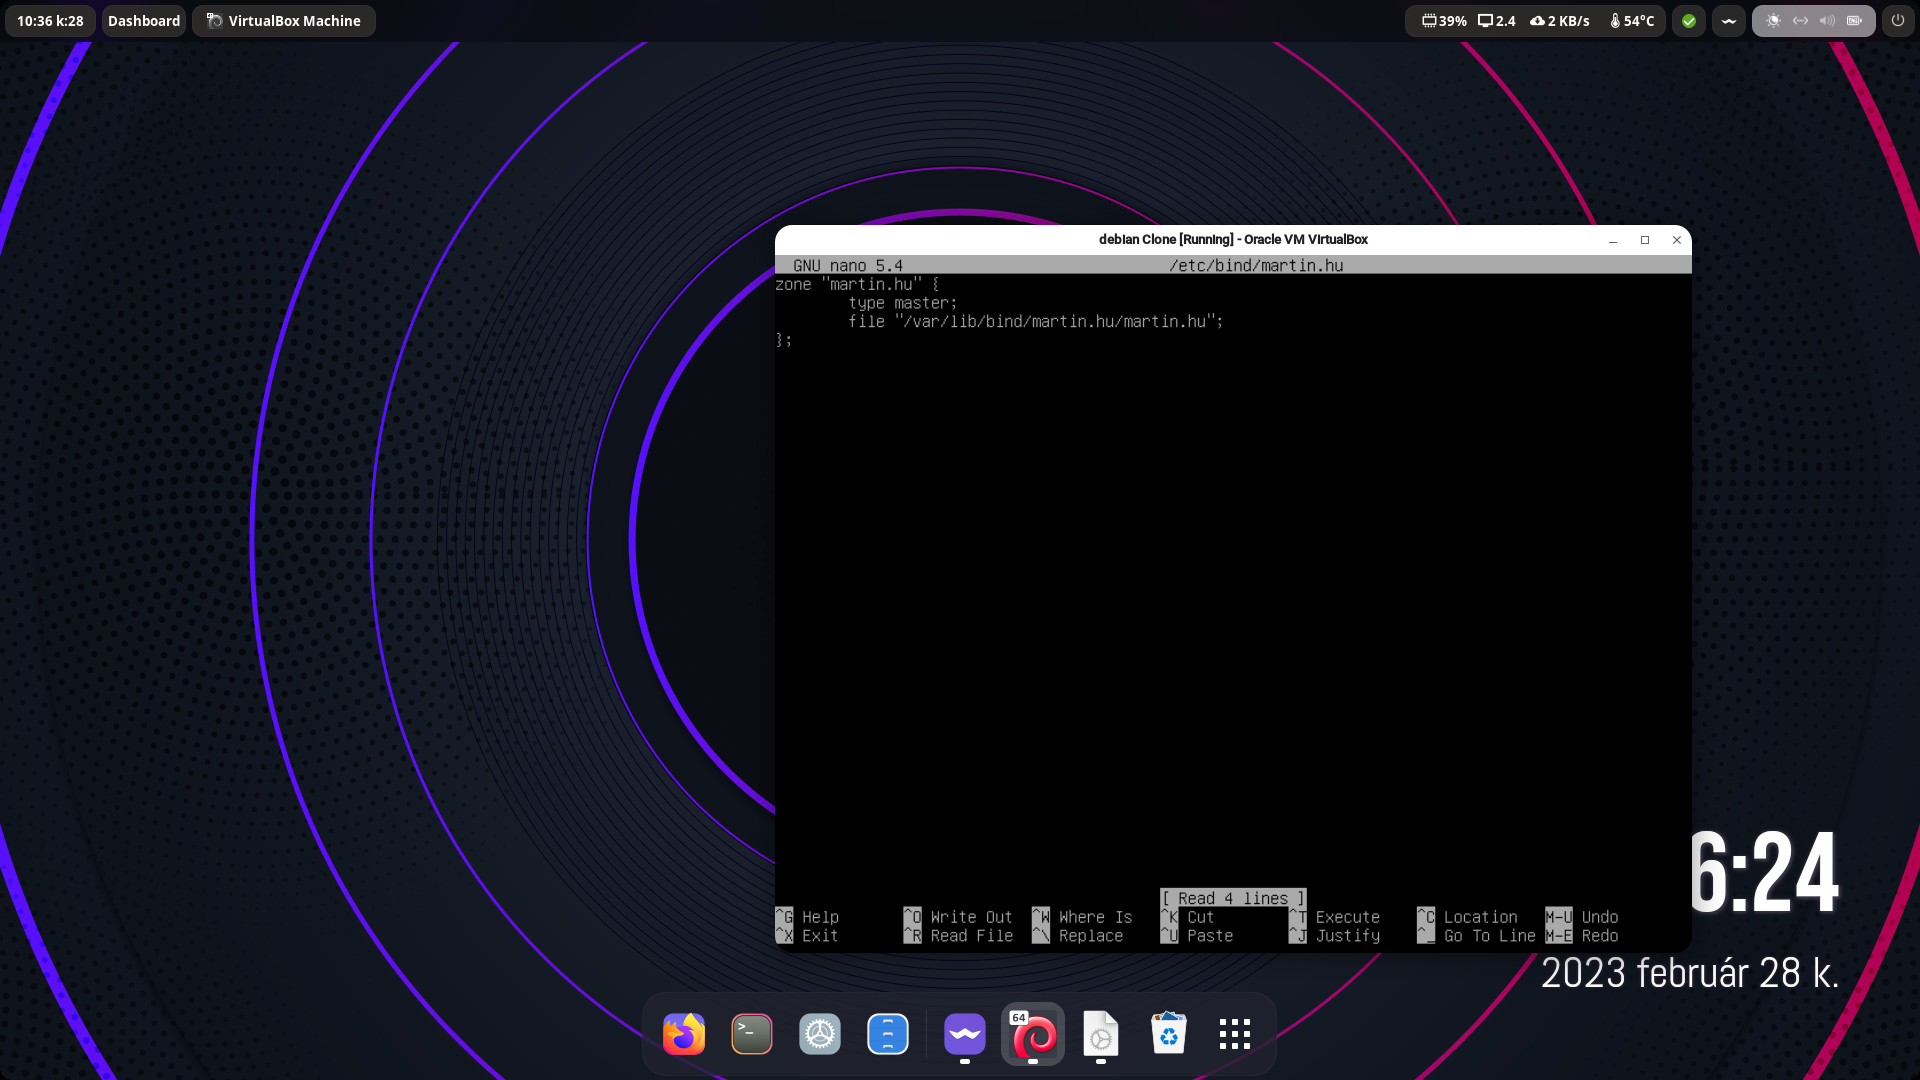 10:36 k:28 Dashboard VirtualBox Machine 39% 2.4 2 KB/s 54°C
debian Clone [Running] - Oracle VM VirtualBox
GNU nano 5.4 /etc/bind/martin.hu
zone "martin.hu" {
type master;
file "/var/lib/bind/martin.hu/martin.hu";
};
[ Read 4 lines ]
^G Help ^O Write Out ^W Where Is ^K Cut ^T Execute ^C Location M-U Undo
^X Exit ^R Read File ^\ Replace ^U Paste ^J Justify ^_ Go To Line M-E Redo
6:24
2023 február 28 k.
>_
64